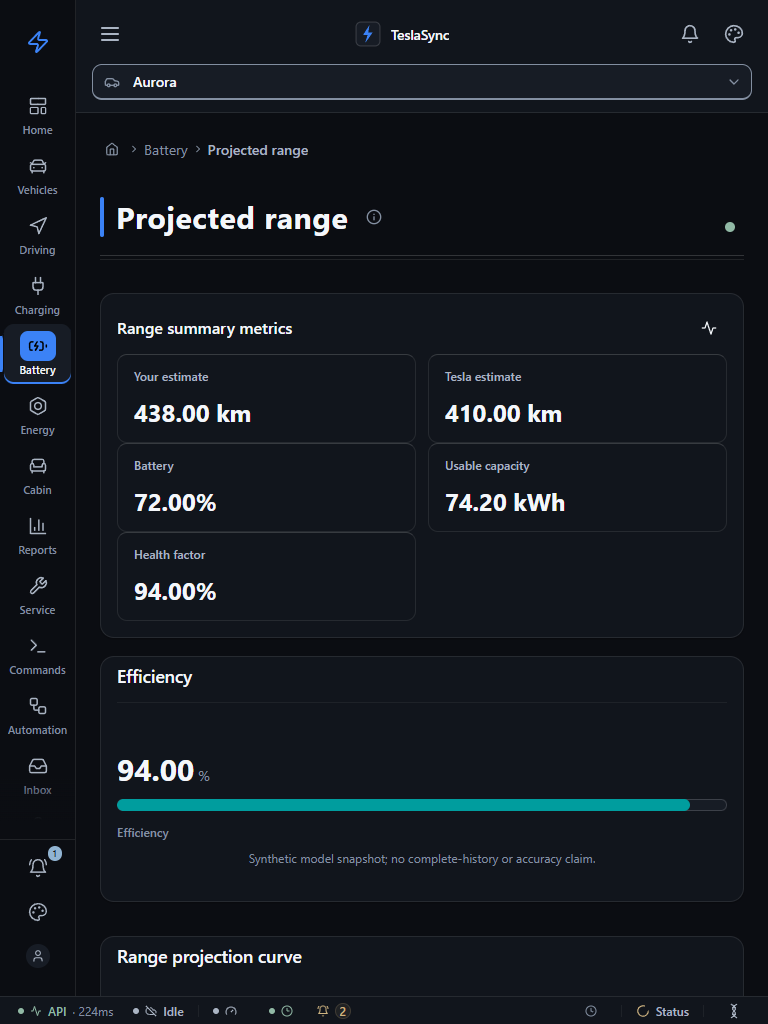 TeslaSync
Aurora
Home
Vehicles
Driving
Charging
Battery
Energy
Cabin
Reports
Service
Commands
Automation
Inbox
1
Battery
Projected range
Projected range
Range summary metrics
Your estimate
438.00 km
Tesla estimate
410.00 km
Battery
72.00%
Usable capacity
74.20 kWh
Health factor
94.00%
Efficiency
94.00 %
Efficiency
Synthetic model snapshot; no complete-history or accuracy claim.
Range projection curve
API · 224ms
Idle
2
Status